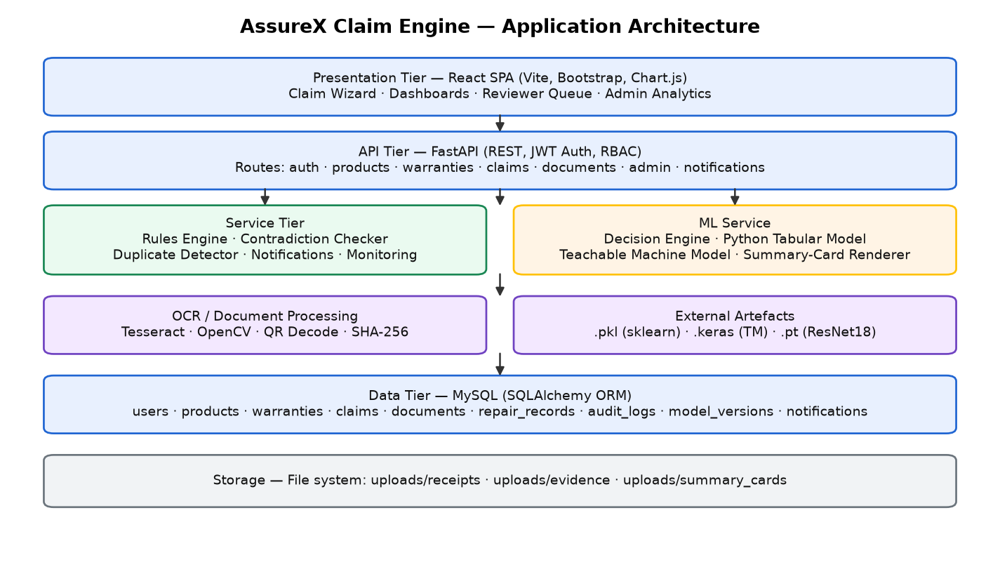 AssureX Claim Engine — Application Architecture
Presentation Tier — React SPA (Vite, Bootstrap, Chart.js)
Claim Wizard · Dashboards · Reviewer Queue · Admin Analytics
API Tier — FastAPI (REST, JWT Auth, RBAC)
Routes: auth · products · warranties · claims · documents · admin · notifications
Service Tier
Rules Engine · Contradiction Checker
Duplicate Detector · Notifications · Monitoring
ML Service
Decision Engine · Python Tabular Model
Teachable Machine Model · Summary-Card Renderer
OCR / Document Processing
Tesseract · OpenCV · QR Decode · SHA-256
External Artefacts
.pkl (sklearn) · .keras (TM) · .pt (ResNet18)
Data Tier — MySQL (SQLAlchemy ORM)
users · products · warranties · claims · documents · repair_records · audit_logs · model_versions · notifications
Storage — File system: uploads/receipts · uploads/evidence · uploads/summary_cards